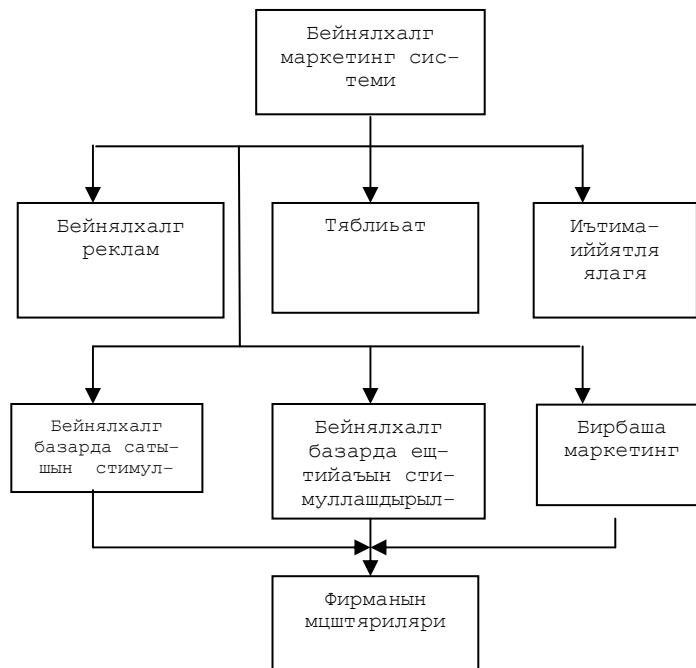 Бейнялхалг
маркетинг сис-
теми
Бейнялхалг
реклам
Тяблиьат
Иътима-
иййятля
ялагя
Бейнялхалг
базарда саты-
шын стимул-
Бейнялхалг
базарда ещ-
тийаъын сти-
муллашдырыл-
Бирбаша
маркетинг
Фирманын
мцштяриляри